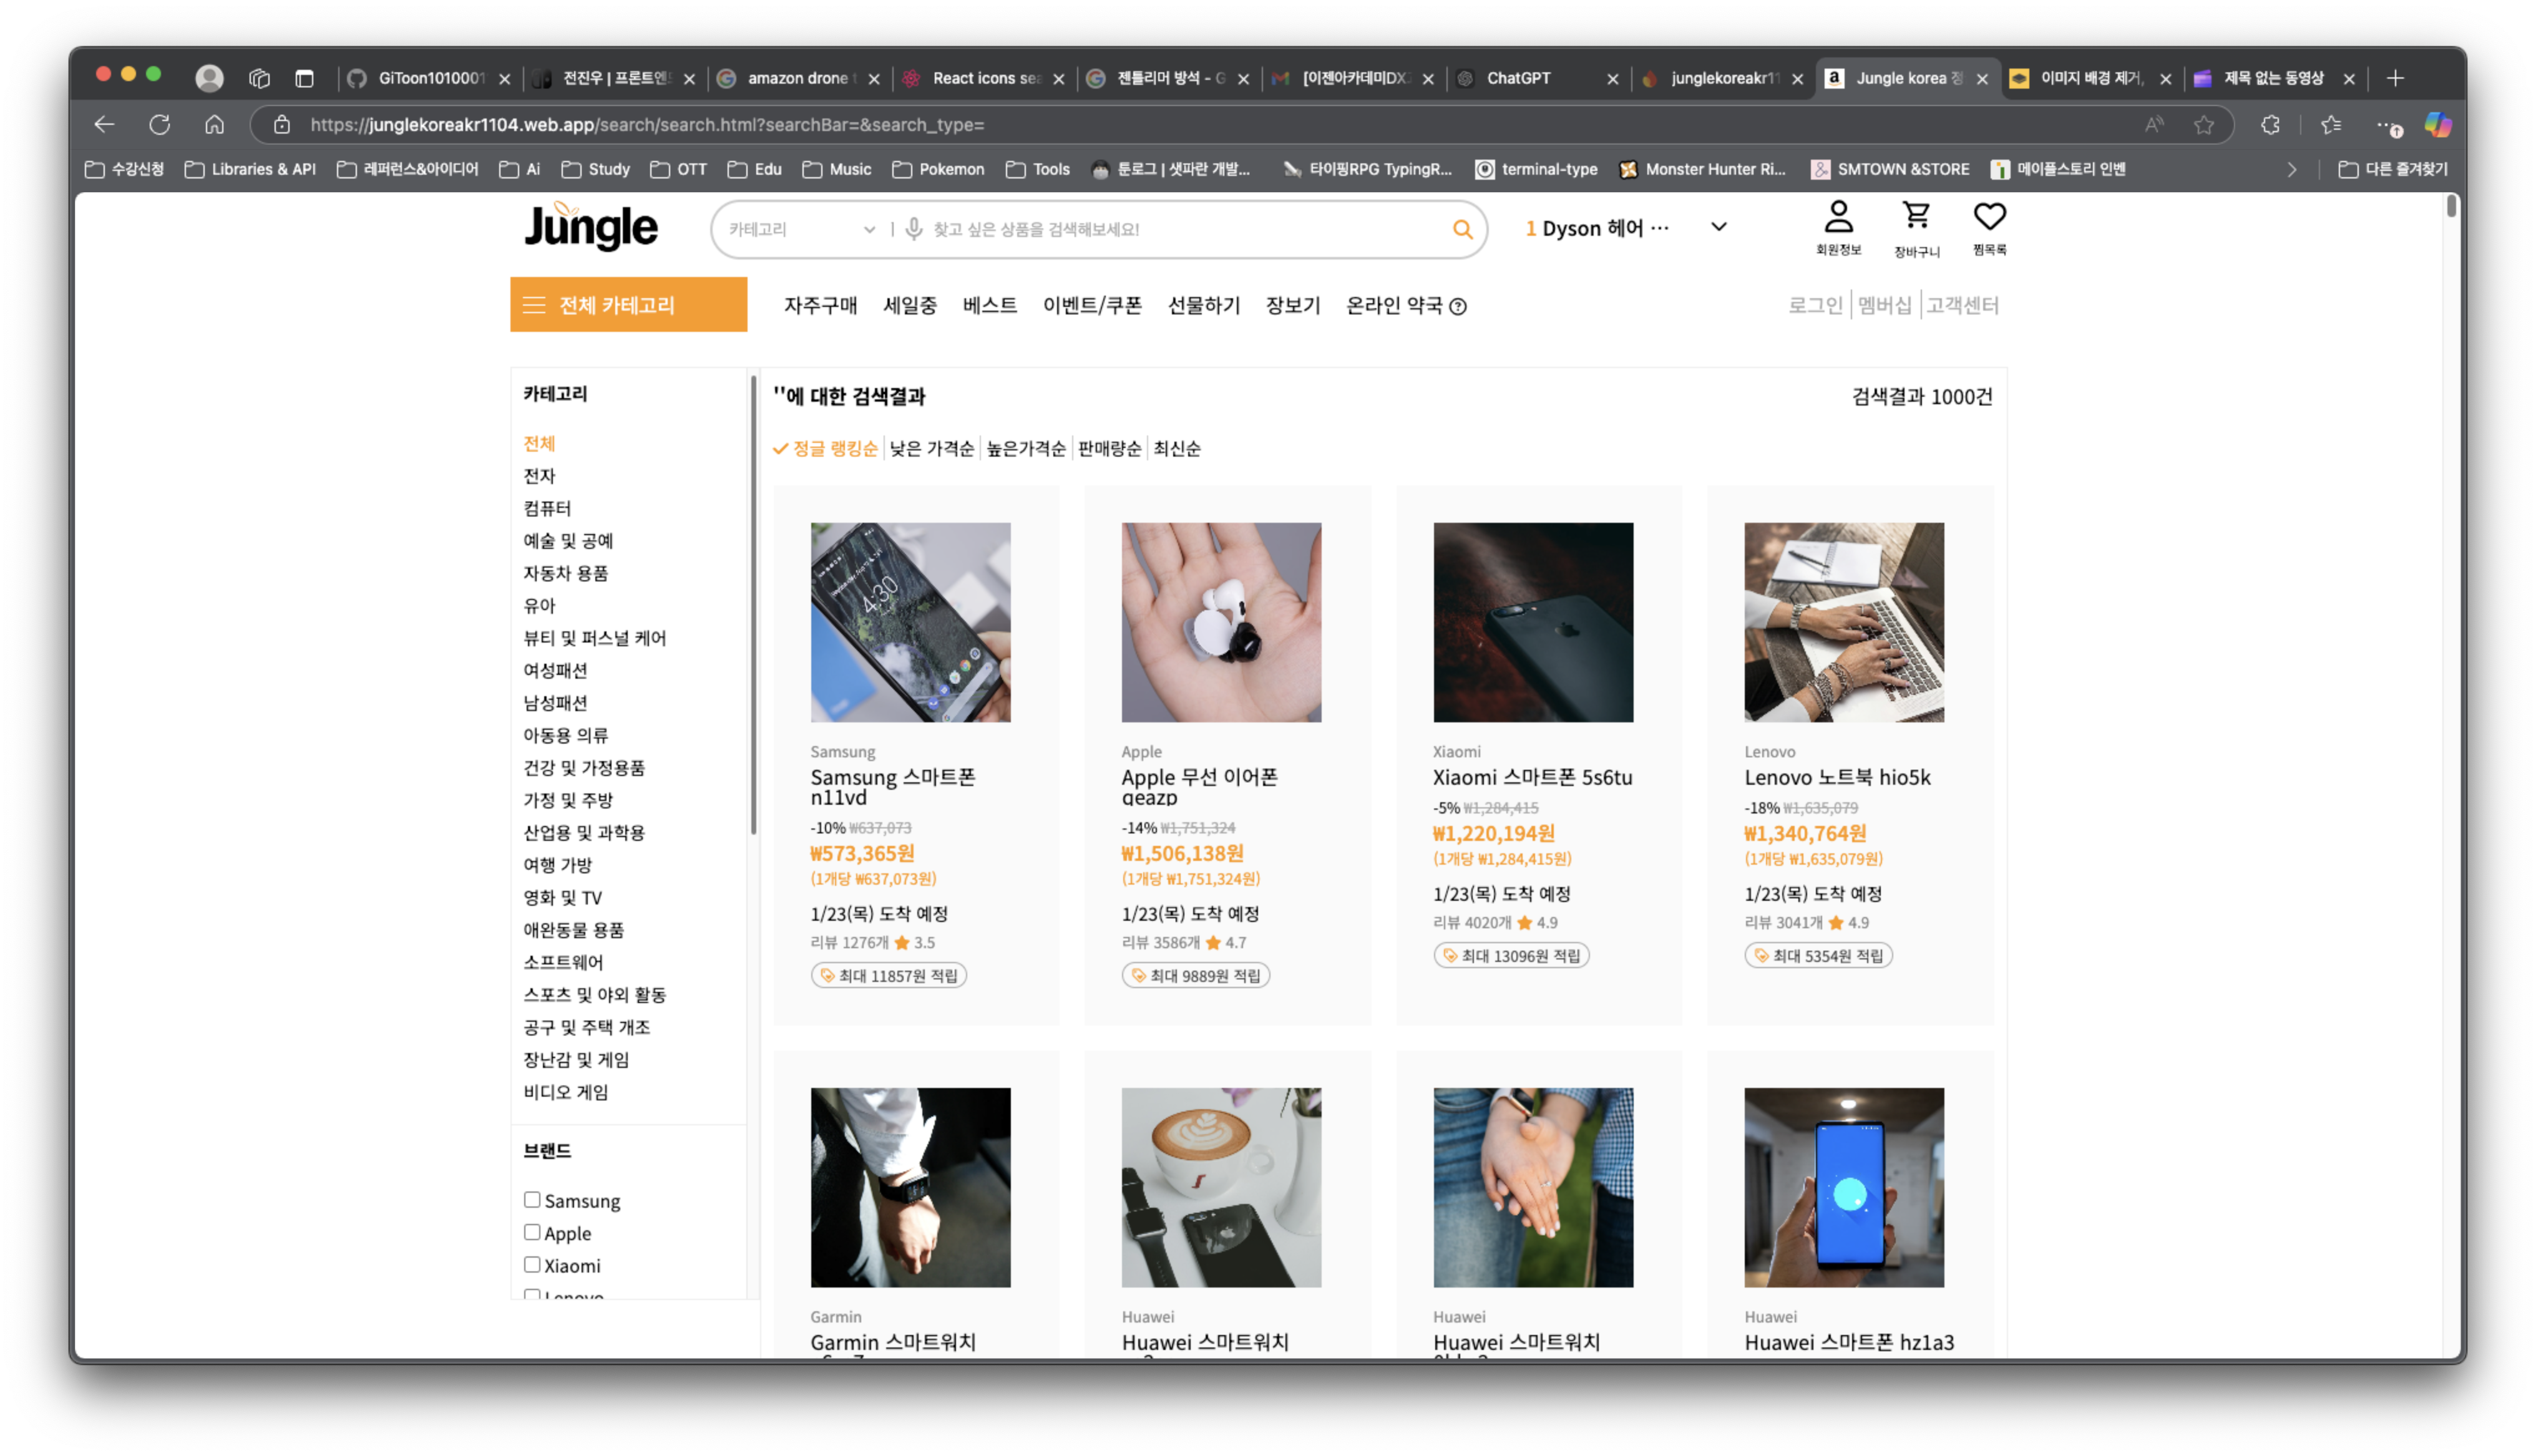 GiToon1010001
전진우 | 프론트엔
amazon drone t
React icons sea
젠틀리머 방석 - G
[이젠아카데미DX
ChatGPT
junglekoreakr11
Jungle korea 정
이미지 배경 제거,
제목 없는 동영상
https://junglekoreakr1104.web.app/search/search.html?searchBar=&search_type=
수강신청 Libraries & API 레퍼런스&아이디어 Ai Study OTT Edu Music Pokemon Tools 툰로그 | 샛파란 개발... 타이핑RPG TypingR... terminal-type Monster Hunter Ri... SMTOWN &STORE 메이플스토리 인벤 다른 즐겨찾기
Jungle
카테고리 찾고 싶은 상품을 검색해보세요!
1 Dyson 헤어 ...
회원정보 장바구니 찜목록
전체 카테고리
자주구매 세일중 베스트 이벤트/쿠폰 선물하기 장보기 온라인 약국
로그인 멤버십 고객센터
카테고리
전체
전자
컴퓨터
예술 및 공예
자동차 용품
유아
뷰티 및 퍼스널 케어
여성패션
남성패션
아동용 의류
건강 및 가정용품
가정 및 주방
산업용 및 과학용
여행 가방
영화 및 TV
애완동물 용품
소프트웨어
스포츠 및 야외 활동
공구 및 주택 개조
장난감 및 게임
비디오 게임
브랜드
Samsung
Apple
Xiaomi
Lenovo
''에 대한 검색결과
검색결과 1000건
정글 랭킹순 낮은 가격순 높은가격순 판매량순 최신순
Samsung
Samsung 스마트폰
n11vd
-10% ₩637,073
₩573,365원
(1개당 ₩637,073원)
1/23(목) 도착 예정
리뷰 1276개 3.5
최대 11857원 적립
Apple
Apple 무선 이어폰
qeazp
-14% ₩1,751,324
₩1,506,138원
(1개당 ₩1,751,324원)
1/23(목) 도착 예정
리뷰 3586개 4.7
최대 9889원 적립
Xiaomi
Xiaomi 스마트폰 5s6tu
-5% ₩1,284,415
₩1,220,194원
(1개당 ₩1,284,415원)
1/23(목) 도착 예정
리뷰 4020개 4.9
최대 13096원 적립
Lenovo
Lenovo 노트북 hio5k
-18% ₩1,635,079
₩1,340,764원
(1개당 ₩1,635,079원)
1/23(목) 도착 예정
리뷰 3041개 4.9
최대 5354원 적립
Garmin
Garmin 스마트워치
Huawei
Huawei 스마트워치
Huawei
Huawei 스마트워치
Huawei
Huawei 스마트폰 hz1a3